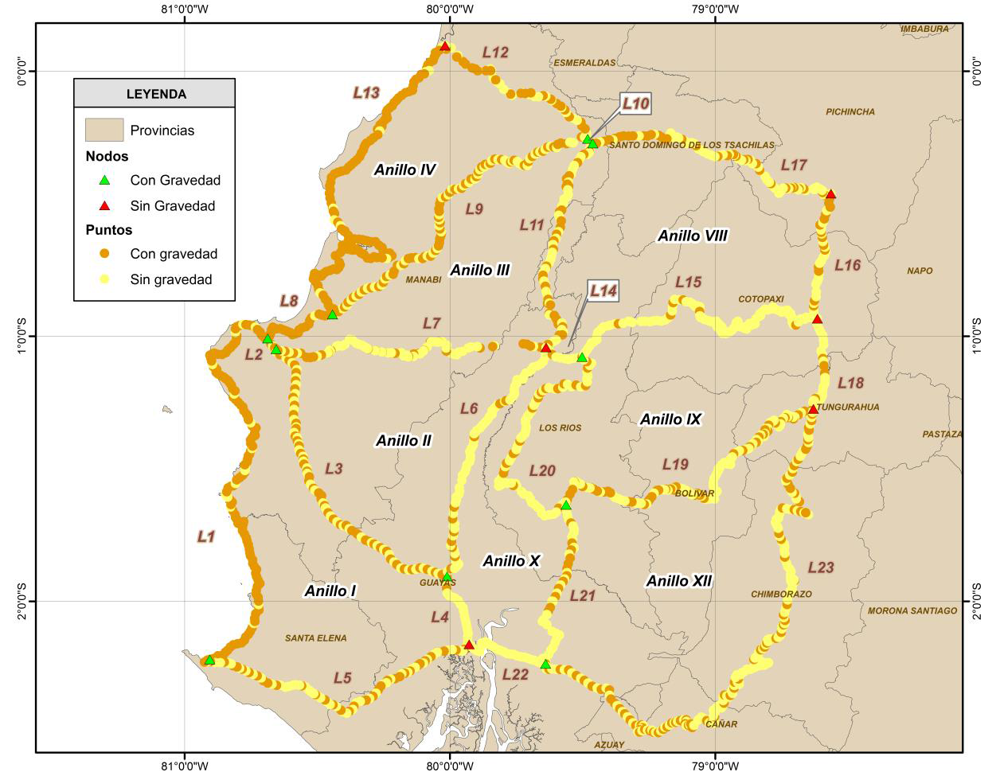 81°0'0"W
80°0'0"W
79°0'0"W
IMBABURA
L12
ESMERALDAS
0°0'0"
0°0'0"
LEYENDA
Provincias
Nodos
Con Gravedad
Sin Gravedad
Puntos
Con gravedad
Sin gravedad
L13
L10
PICHINCHA
SANTO DOMINGO DE LOS TSACHILAS
Anillo IV
L17
L9
L11
Anillo VIII
L16
Anillo III
MANABI
NAPO
L15
L14
L8
COTOPAXI
L7
1°0'0"S
1°0'0"S
L2
L18
L6
TUNGURAHUA
Anillo IX
LOS RIOS
PASTAZA
Anillo II
L3
L20
L19
BOLIVAR
L1
Anillo X
L23
Anillo XII
GUAYAS
Anillo I
L21
CHIMBORAZO
2°0'0"S
2°0'0"S
L4
MORONA SANTIAGO
SANTA ELENA
L5
L22
CAÑAR
AZUAY
81°0'0"W
80°0'0"W
79°0'0"W